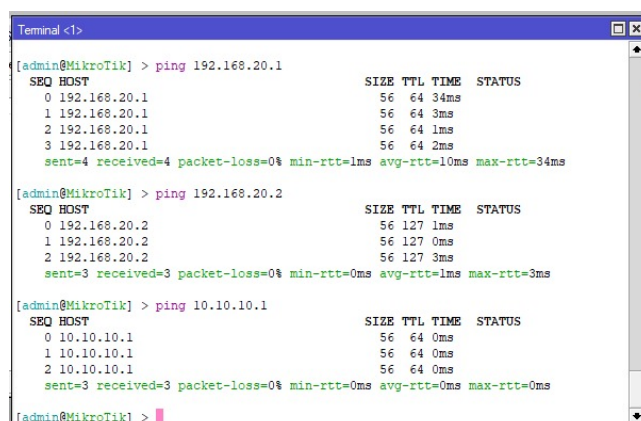 Terminal <1>
[admin@MikroTik] > ping 192.168.20.1
SEQ HOST SIZE TTL TIME STATUS
0 192.168.20.1 56 64 34ms
1 192.168.20.1 56 64 3ms
2 192.168.20.1 56 64 1ms
3 192.168.20.1 56 64 2ms
sent=4 received=4 packet-loss=0% min-rtt=1ms avg-rtt=10ms max-rtt=34ms
[admin@MikroTik] > ping 192.168.20.2
SEQ HOST SIZE TTL TIME STATUS
0 192.168.20.2 56 127 1ms
1 192.168.20.2 56 127 0ms
2 192.168.20.2 56 127 3ms
sent=3 received=3 packet-loss=0% min-rtt=0ms avg-rtt=1ms max-rtt=3ms
[admin@MikroTik] > ping 10.10.10.1
SEQ HOST SIZE TTL TIME STATUS
0 10.10.10.1 56 64 0ms
1 10.10.10.1 56 64 0ms
2 10.10.10.1 56 64 0ms
sent=3 received=3 packet-loss=0% min-rtt=0ms avg-rtt=0ms max-rtt=0ms
[admin@MikroTik] >